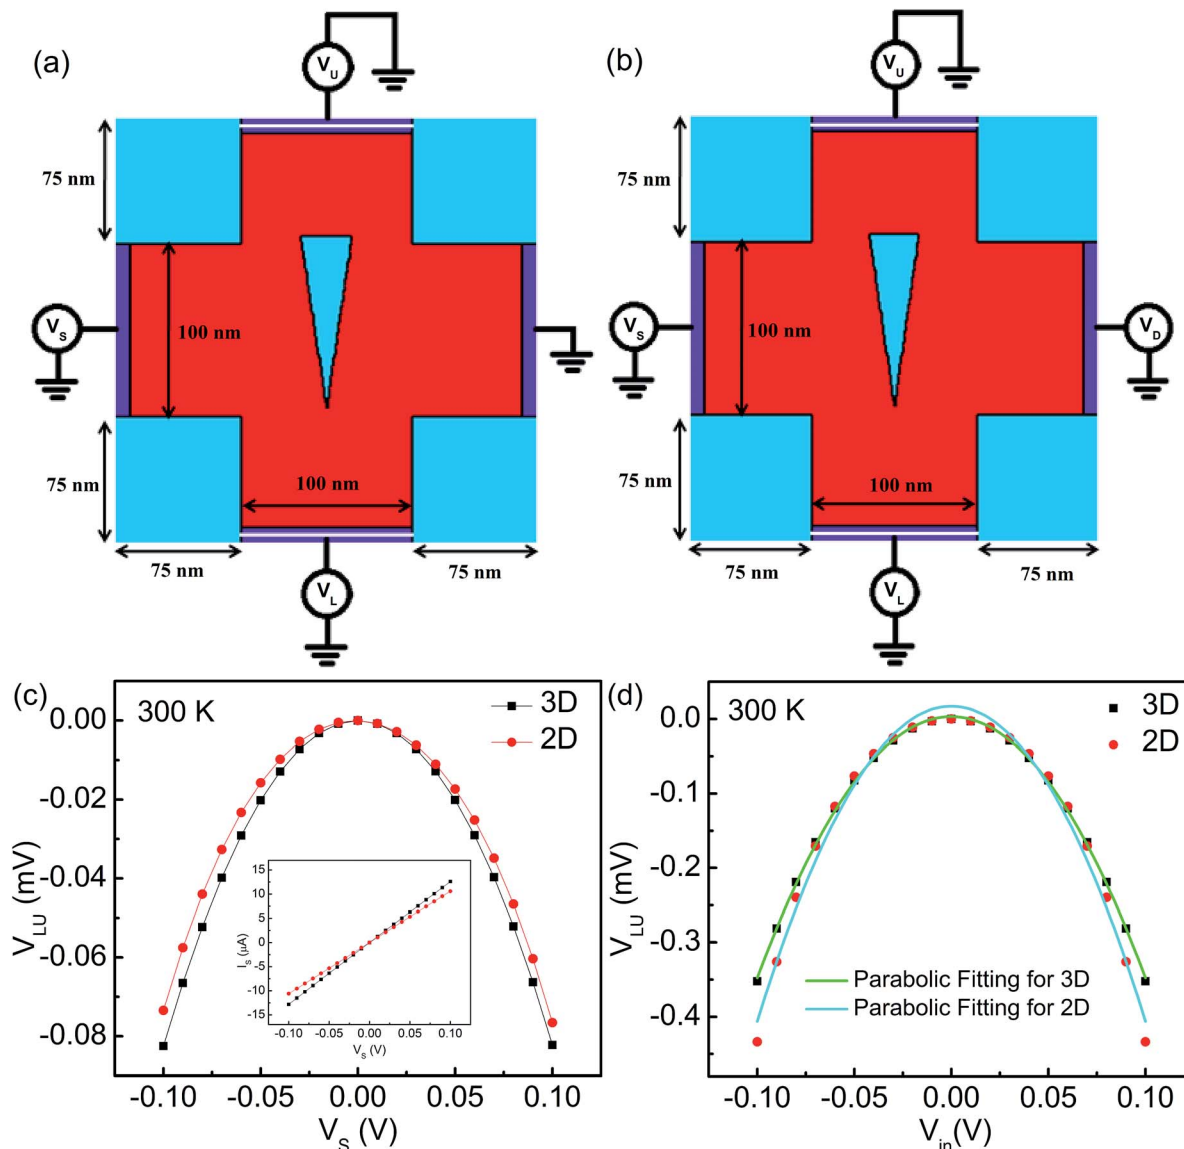 (a)
V_U
75 nm
V_S
100 nm
75 nm
100 nm
75 nm
75 nm
V_L
(b)
V_U
75 nm
V_S
100 nm
V_D
75 nm
100 nm
75 nm
75 nm
V_L
(c)
300 K
3D
2D
0.00
-0.02
-0.04
-0.06
-0.08
V_LU (mV)
15
10
5
0
-5
-10
-15
I_S (μA)
-0.10 -0.05 0.00 0.05 0.10
V_S (V)
-0.10 -0.05 0.00 0.05 0.10
V_S (V)
(d)
300 K
3D
2D
0.0
-0.1
-0.2
-0.3
-0.4
V_LU (mV)
Parabolic Fitting for 3D
Parabolic Fitting for 2D
-0.10 -0.05 0.00 0.05 0.10
V_in(V)